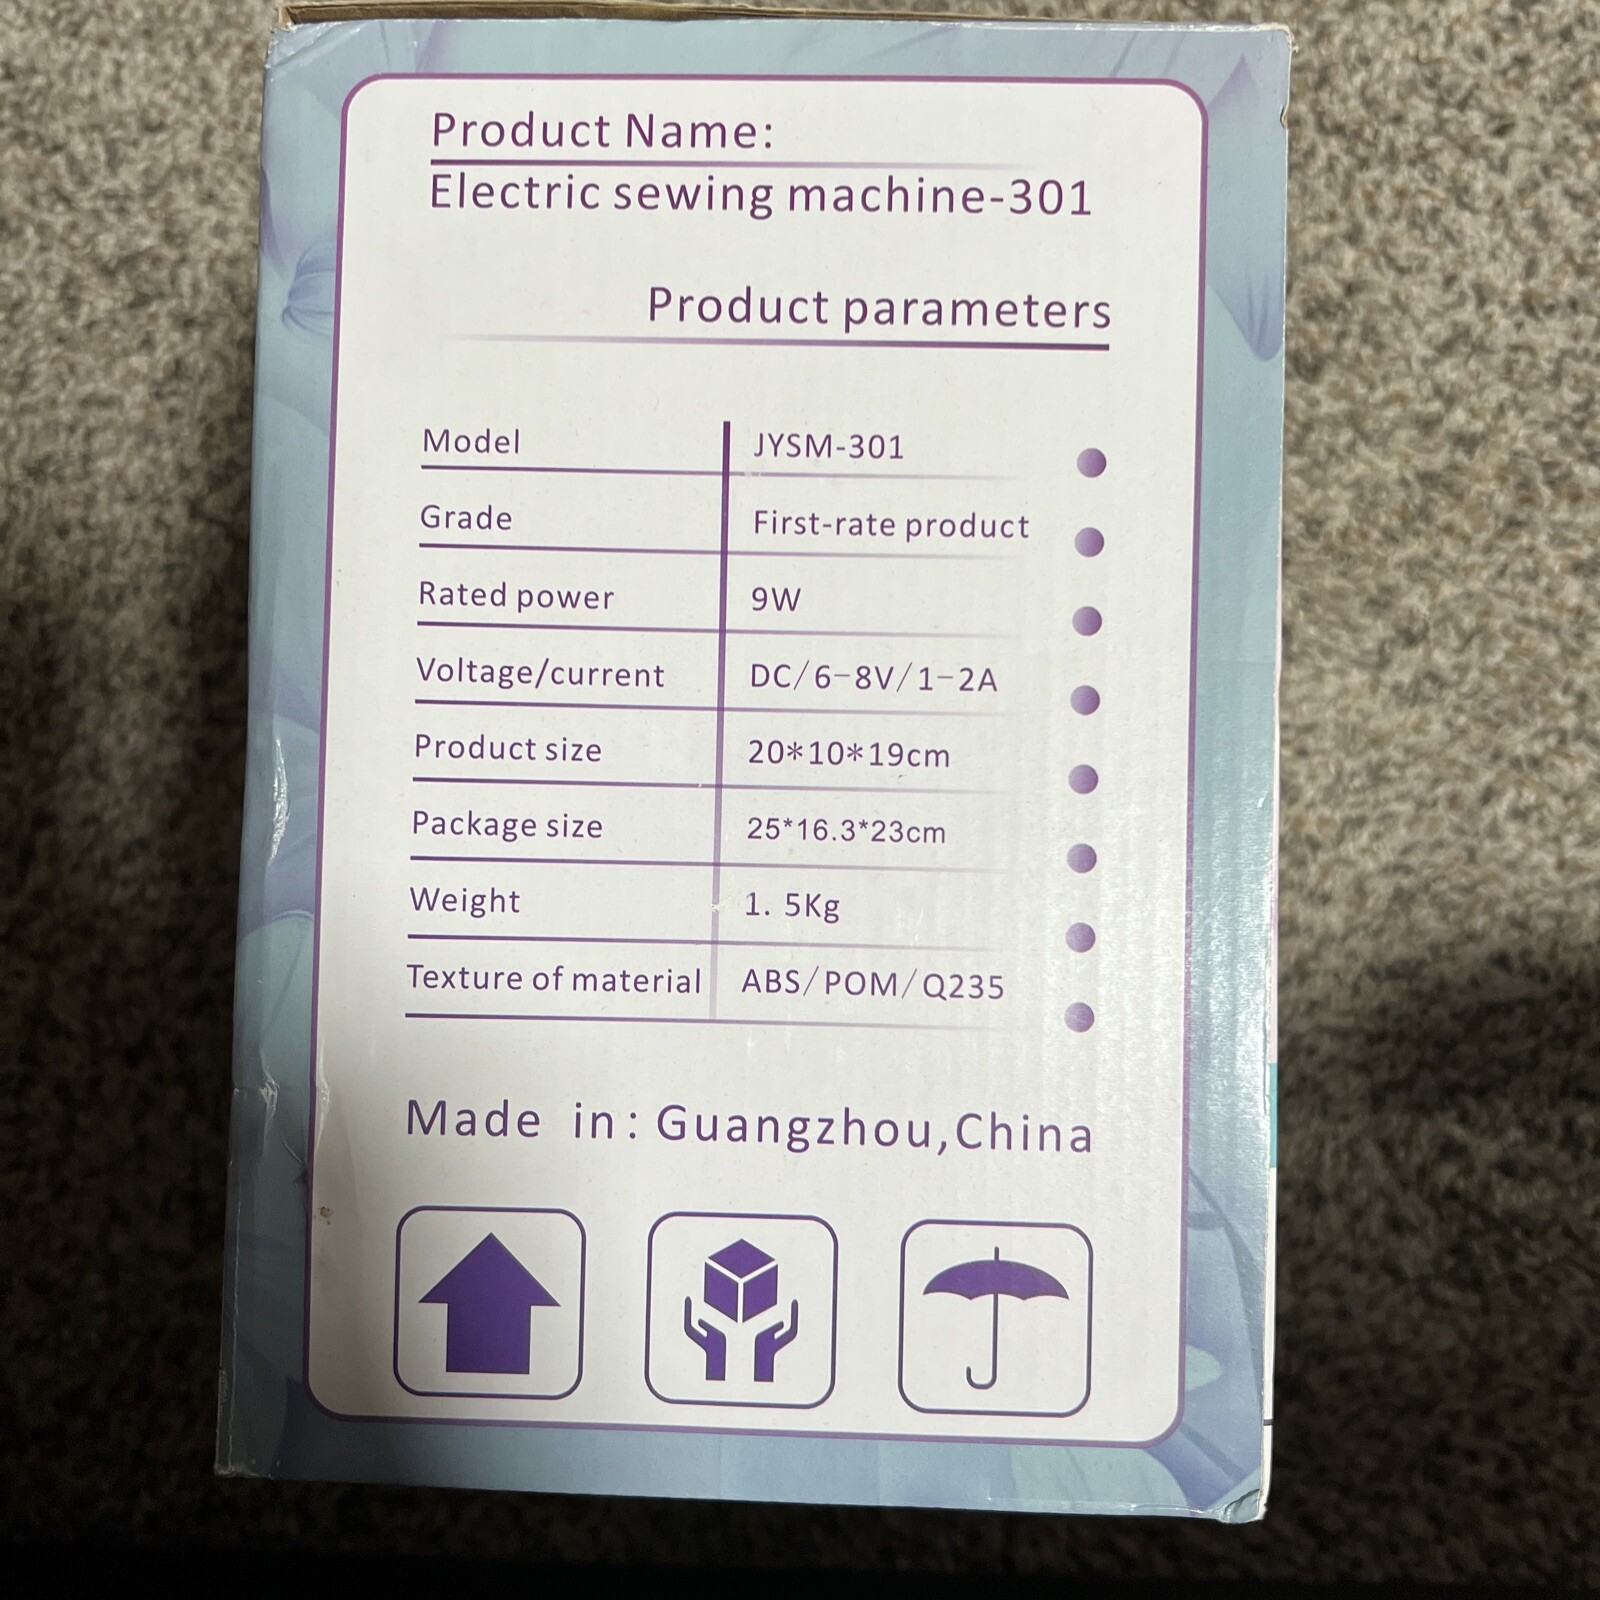 Product Name:
Electric sewing machine-301
Product parameters
Model JYSM-301
Grade First-rate product
Rated power 9W
Voltage/current DC/6-8V/1-2A
Product size 20*10*19cm
Package size 25*16.3*23cm
Weight 1. 5Kg
Texture of material ABS/POM/Q235
Made in: Guangzhou,China